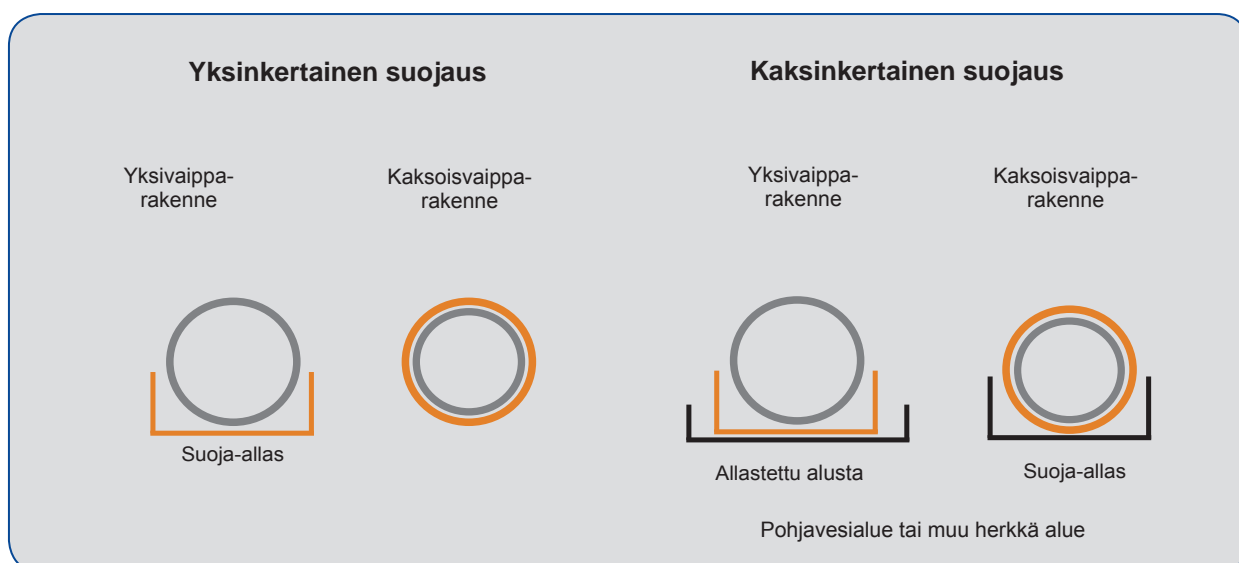 Yksinkertainen suojaus
Yksivaippa-
rakenne
Kaksoisvaippa-
rakenne
Suoja-allas
Kaksinkertainen suojaus
Yksivaippa-
rakenne
Kaksoisvaippa-
rakenne
Allastettu alusta
Suoja-allas
Pohjavesialue tai muu herkkä alue